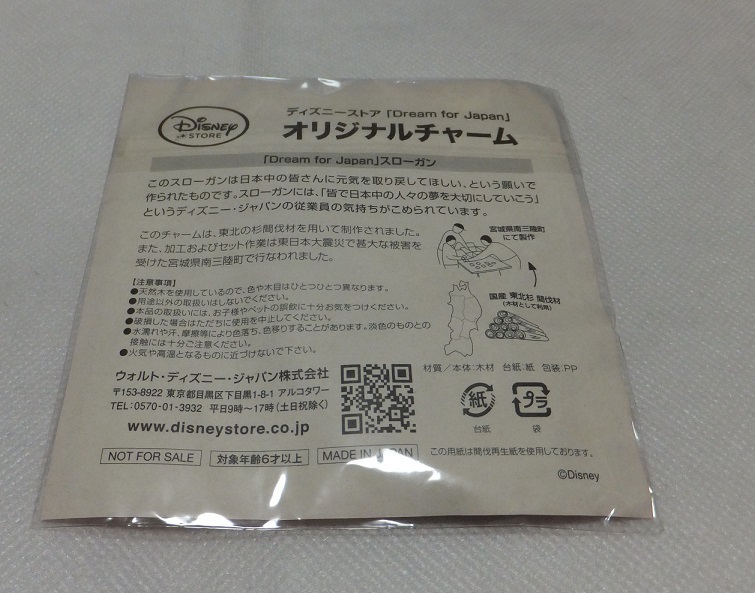 Disney STORE
ディズニーストア「Dream for Japan」
オリジナルチャーム
「Dream for Japan」スローガン
このスローガンは日本中の皆さんに元気を取り戻してほしい、という願いで
作られたものです。スローガンには、「皆で日本中の人々の夢を大切にしていこう」
というディズニー・ジャパンの従業員の気持ちがこめられています。
このチャームは、東北の杉間伐材を用いて制作されました。
また、加工およびセット作業は東日本大震災で甚大な被害を
受けた宮城県南三陸町で行なわれました。
宮城県南三陸町
にて製作
国産 東北杉 間伐材
(木材として利用)
【注意事項】
●天然木を使用しているので、色や木目はひとつひとつ異なります。
●用途以外の取扱いはしないでください。
●本品の取扱いには、お子様やペットの誤飲に十分お気をつけください。
●破損した場合はただちに使用を中止してください。
●水濡れや汗、摩擦等により色落ち、色移りすることがあります。淡色のものとの
接触には十分ご注意ください。
●火気や高温となるものに近づけないで下さい。
材質/本体:木材 台紙:紙 包装:PP
ウォルト・ディズニー・ジャパン株式会社
〒153-8922 東京都目黒区下目黒1-8-1 アルコタワー
TEL:0570-01-3932 平日9時〜17時(土日祝除く)
www.disneystore.co.jp
紙
台紙
プラ
袋
NOT FOR SALE
対象年齢6才以上
MADE IN JAPAN
この用紙は間伐再生紙を使用しております。
©Disney